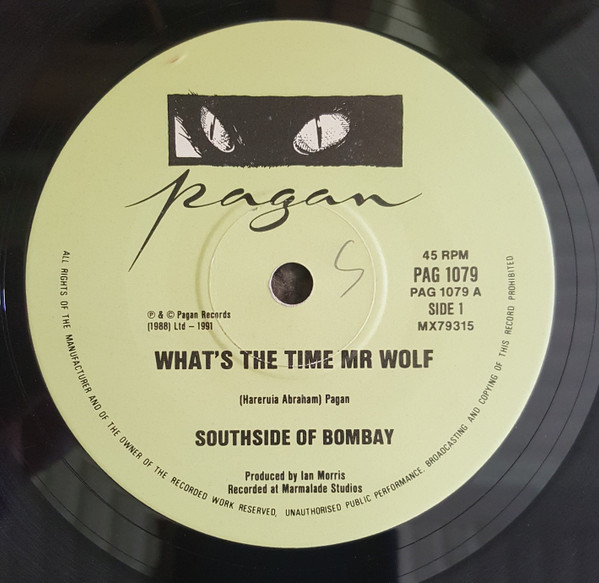 pagan
45 RPM
PAG 1079
PAG 1079 A
SIDE 1
MX79315
℗ & © Pagan Records
(1988) Ltd – 1991
WHAT'S THE TIME MR WOLF
(Hareruia Abraham) Pagan
SOUTHSIDE OF BOMBAY
Produced by Ian Morris
Recorded at Marmalade Studios
ALL RIGHTS OF THE MANUFACTURER AND OF THE OWNER OF THE RECORDED WORK RESERVED, UNAUTHORISED PUBLIC PERFORMANCE, BROADCASTING AND COPYING OF THIS RECORD PROHIBITED